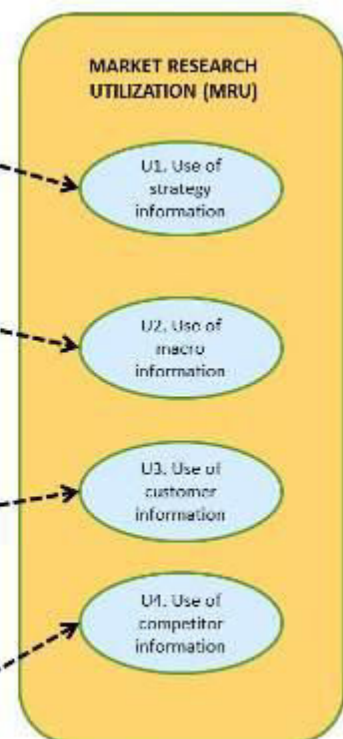 MARKET RESEARCH
UTILIZATION (MRU)
U1. Use of
strategy
information
U2. Use of
macro
information
U3. Use of
customer
information
U4. Use of
competitor
information